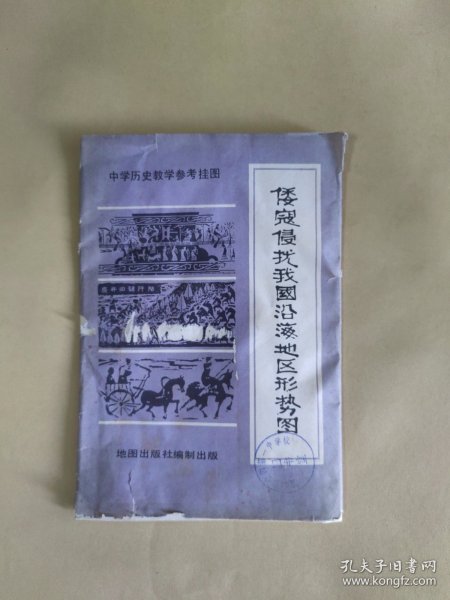 中学历史教学参考挂图
倭寇侵扰我國沿海地区形势图
地图出版社编制出版
孔夫子旧书网
www.kongfz.com